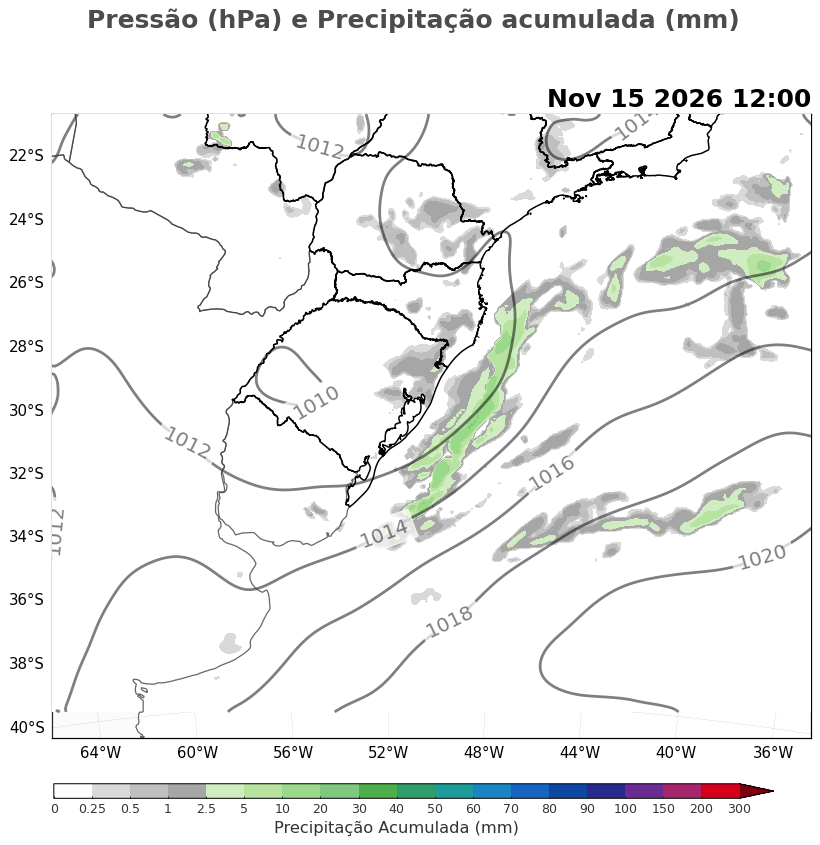 Pressão (hPa) e Precipitação acumulada (mm)
Nov 15 2026 12:00
1012
22°S
24°S
26°S
28°S
30°S
32°S
34°S
36°S
38°S
40°S
1010
1012
1012
1014
1016
1018
1020
64°W 60°W 56°W 52°W 48°W 44°W 40°W 36°W
0 0.25 0.5 1 2.5 5 10 20 30 40 50 60 70 80 90 100 150 200 300
Precipitação Acumulada (mm)